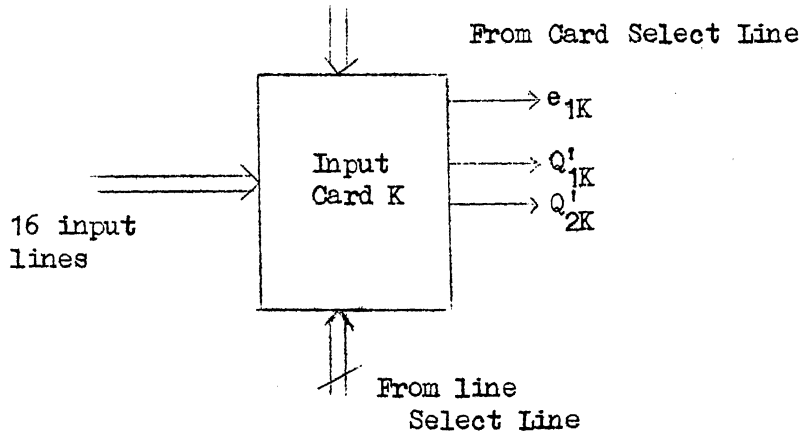 From Card Select Line
e1K
Input
Card K
Q'1K
Q'2K
16 input
lines
From line
Select Line